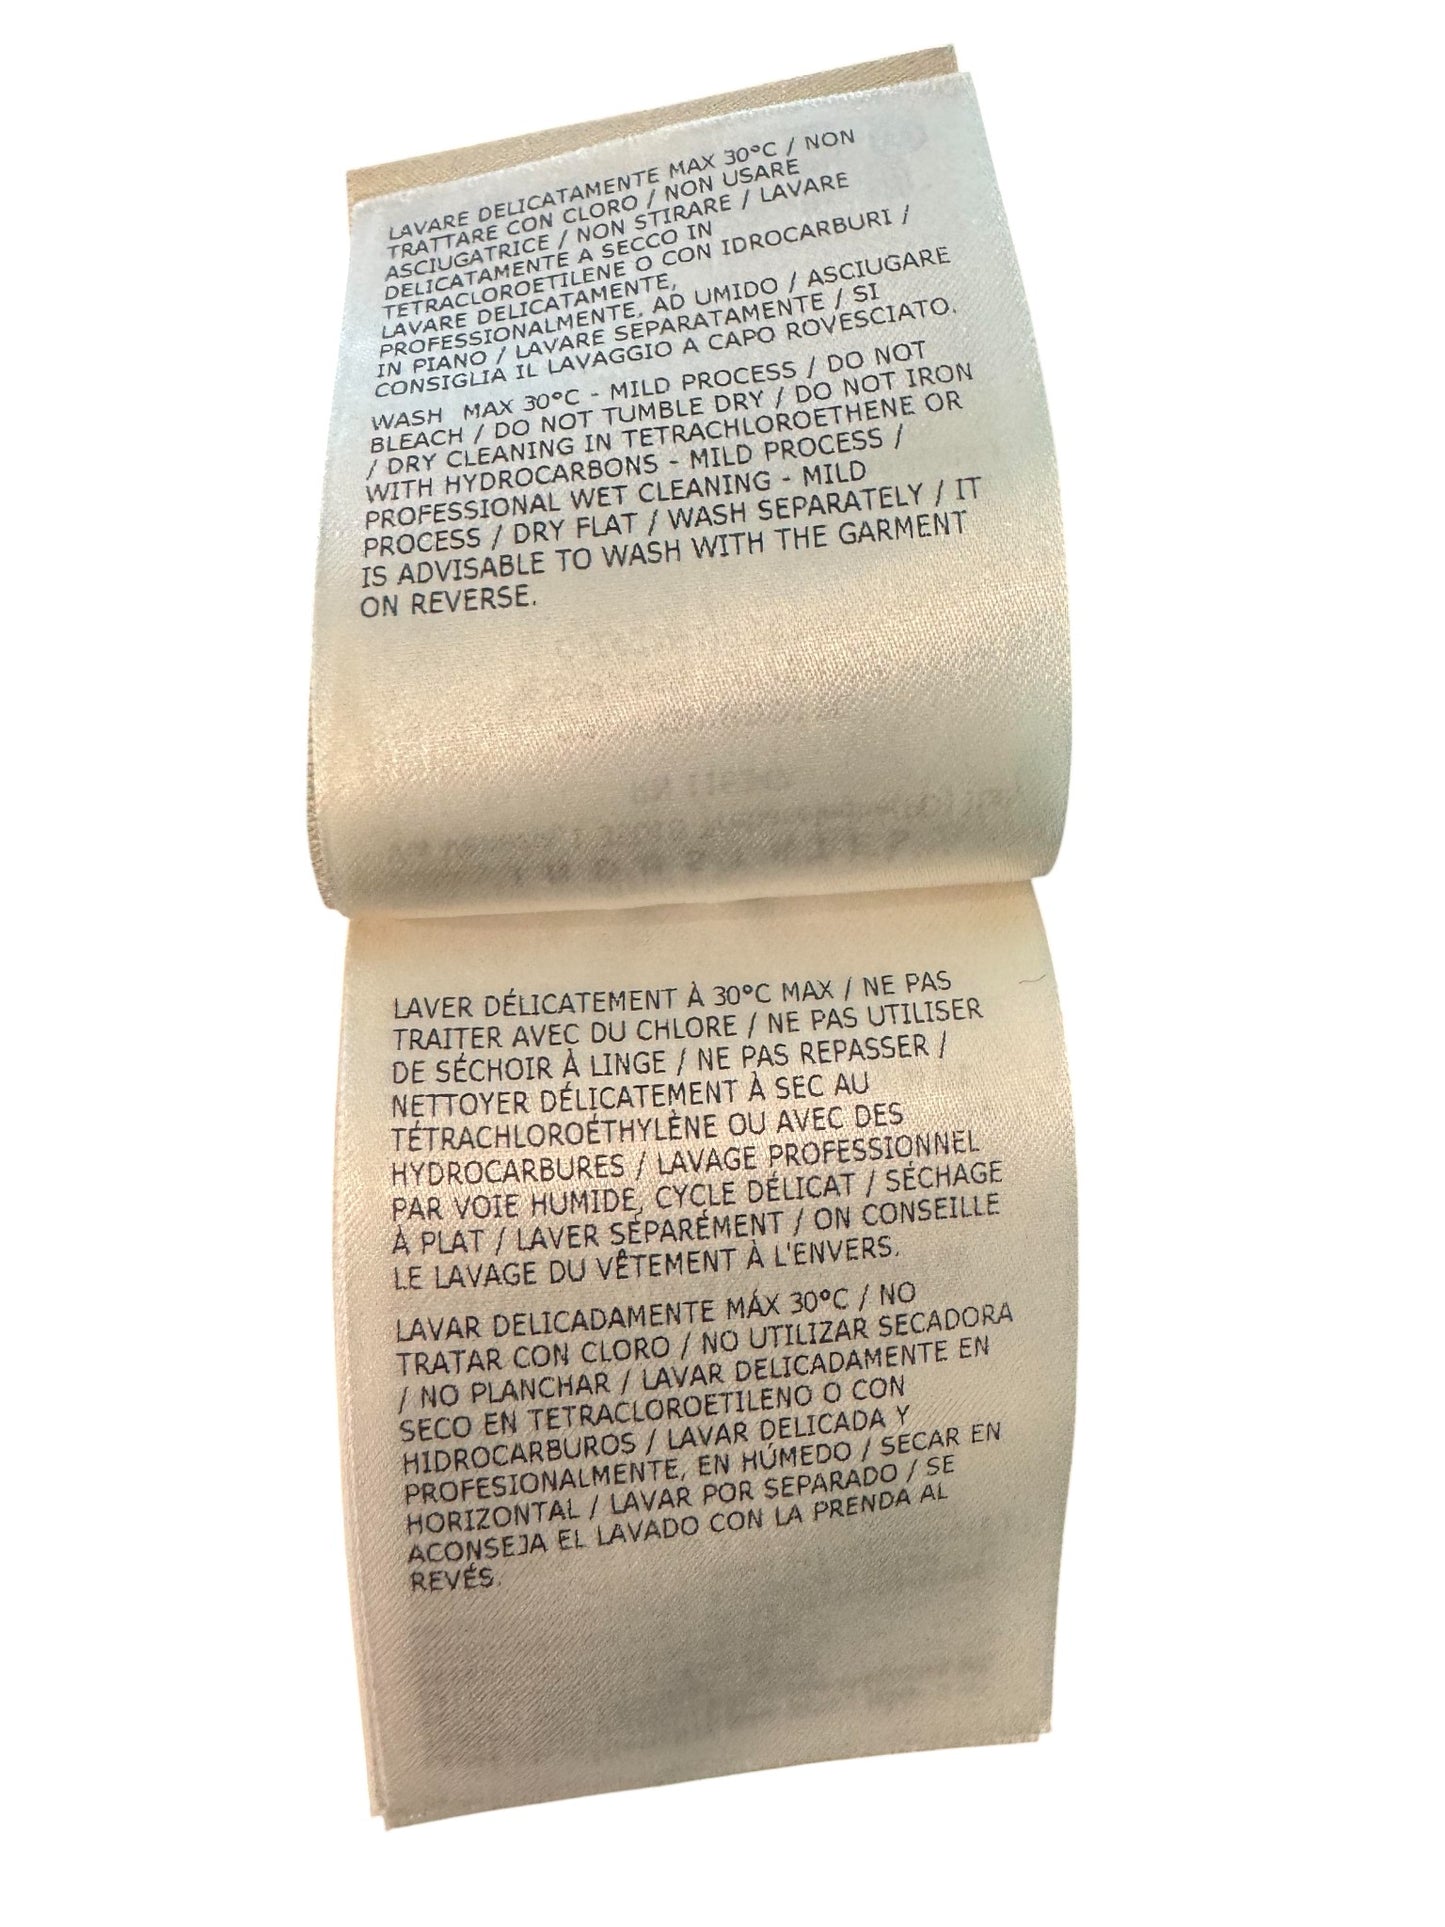 LAVARE DELICATAMENTE MAX 30°C / NON
TRATTARE CON CLORO / NON USARE
ASCIUGATRICE / NON STIRARE / LAVARE
DELICATAMENTE A SECCO IN
TETRACLOROETILENE O CON IDROCARBURI /
LAVARE DELICATAMENTE,
PROFESSIONALMENTE, AD UMIDO / ASCIUGARE
IN PIANO / LAVARE SEPARATAMENTE / SI
CONSIGLIA IL LAVAGGIO A CAPO ROVESCIATO.
WASH MAX 30°C - MILD PROCESS / DO NOT
BLEACH / DO NOT TUMBLE DRY / DO NOT IRON
/ DRY CLEANING IN TETRACHLOROETHENE OR
WITH HYDROCARBONS - MILD PROCESS /
PROFESSIONAL WET CLEANING - MILD
PROCESS / DRY FLAT / WASH SEPARATELY / IT
IS ADVISABLE TO WASH WITH THE GARMENT
ON REVERSE.
LAVER DÉLICATEMENT À 30°C MAX / NE PAS
TRAITER AVEC DU CHLORE / NE PAS UTILISER
DE SÉCHOIR À LINGE / NE PAS REPASSER /
NETTOYER DÉLICATEMENT À SEC AU
TÉTRACHLOROÉTHYLÈNE OU AVEC DES
HYDROCARBURES / LAVAGE PROFESSIONNEL
PAR VOIE HUMIDE, CYCLE DÉLICAT / SÉCHAGE
À PLAT / LAVER SÉPARÉMENT / ON CONSEILLE
LE LAVAGE DU VÊTEMENT À L'ENVERS.
LAVAR DELICADAMENTE MÁX 30°C / NO
TRATAR CON CLORO / NO UTILIZAR SECADORA
/ NO PLANCHAR / LAVAR DELICADAMENTE EN
SECO EN TETRACLOROETILENO O CON
HIDROCARBUROS / LAVAR DELICADA Y
PROFESIONALMENTE, EN HÚMEDO / SECAR EN
HORIZONTAL / LAVAR POR SEPARADO / SE
ACONSEJA EL LAVADO CON LA PRENDA AL
REVÉS.